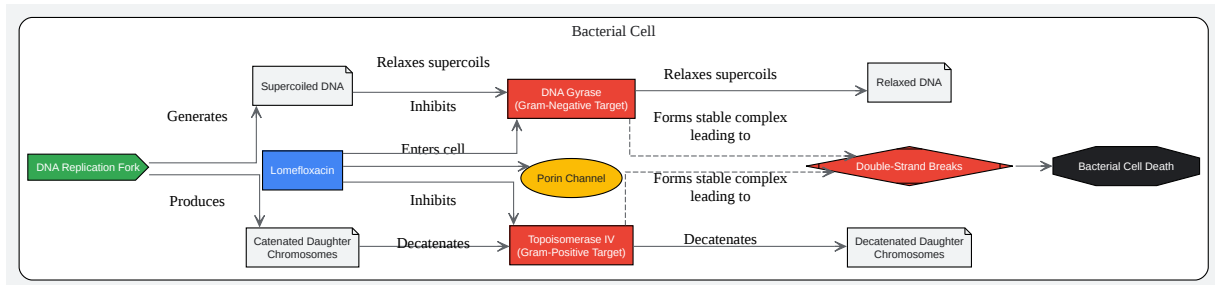 Bacterial Cell
Relaxes supercoils
Supercoiled DNA
Relaxes supercoils
Relaxed DNA
DNA Gyrase
(Gram-Negative Target)
Inhibits
Generates
Forms stable complex
leading to
Enters cell
DNA Replication Fork
Lomefloxacin
Porin Channel
Double-Strand Breaks
Bacterial Cell Death
Forms stable complex
leading to
Produces
Inhibits
Catenated Daughter
Chromosomes
Decatenates
Topoisomerase IV
(Gram-Positive Target)
Decatenates
Decatenated Daughter
Chromosomes